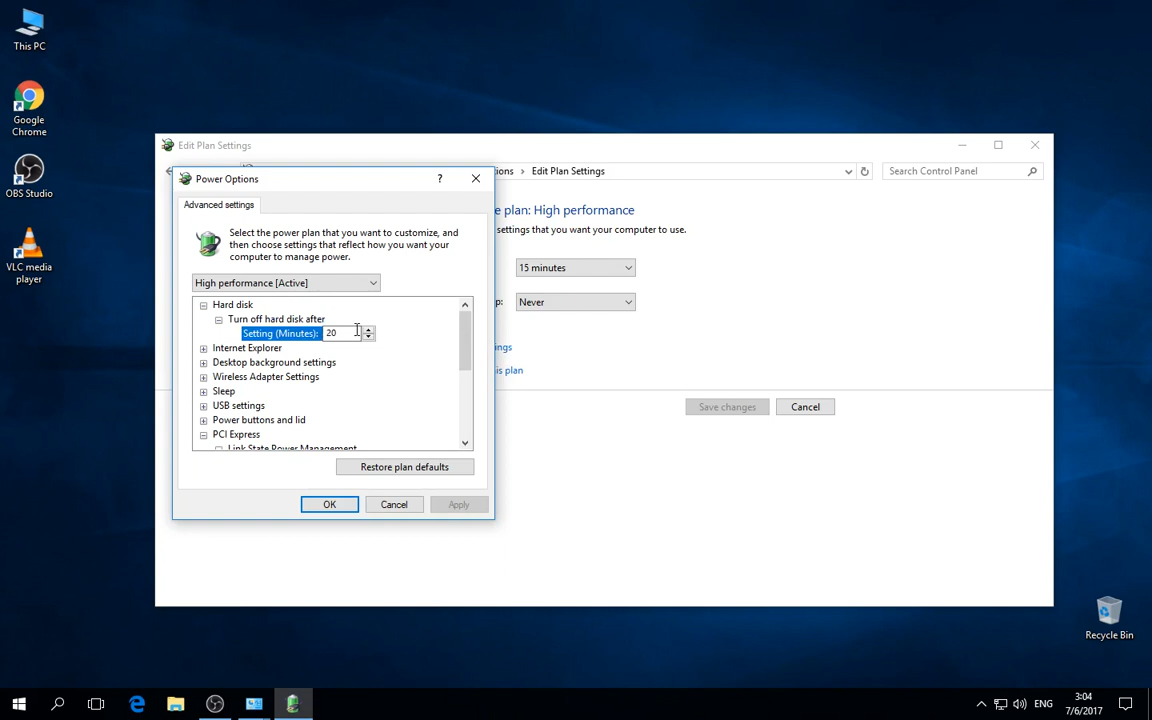 This PC
Google
Chrome
OBS Studio
VLC media
player
Edit Plan Settings
ons > Edit Plan Settings
Search Control Panel
e plan: High performance
settings that you want your computer to use.
15 minutes
p:
Never
ngs
is plan
Save changes
Cancel
Power Options
?
Advanced settings
Select the power plan that you want to customize, and
then choose settings that reflect how you want your
computer to manage power.
High performance [Active]
Hard disk
Turn off hard disk after
Setting (Minutes): 20
Internet Explorer
Desktop background settings
Wireless Adapter Settings
Sleep
USB settings
Power buttons and lid
PCI Express
Link State Power Management
Restore plan defaults
OK
Cancel
Apply
Recycle Bin
ENG
3:04
7/6/2017